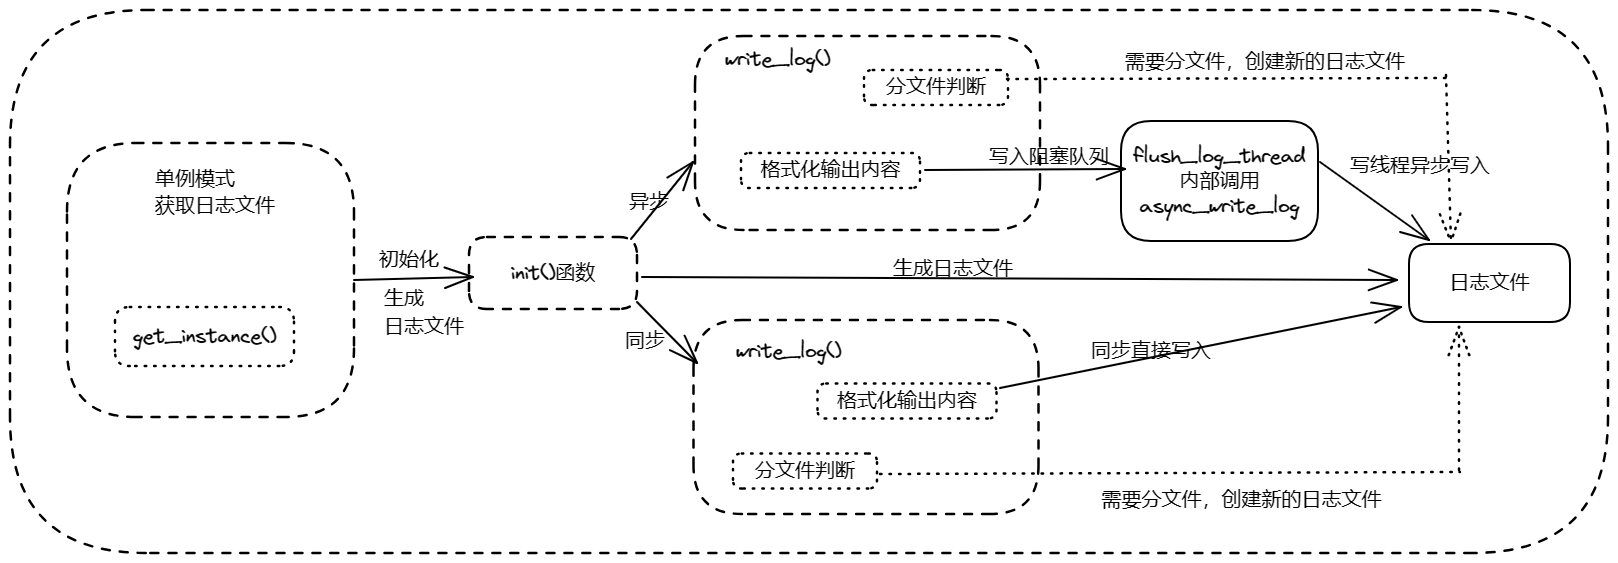 write_log()
需要分文件，创建新的日志文件
分文件判断
格式化输出内容
写入阻塞队列
flush_log_thread
内部调用
async_write_log
写线程异步写入
单例模式
获取日志文件
get_instance()
初始化
生成
日志文件
init()函数
异步
同步
生成日志文件
日志文件
write_log()
同步直接写入
格式化输出内容
分文件判断
需要分文件，创建新的日志文件